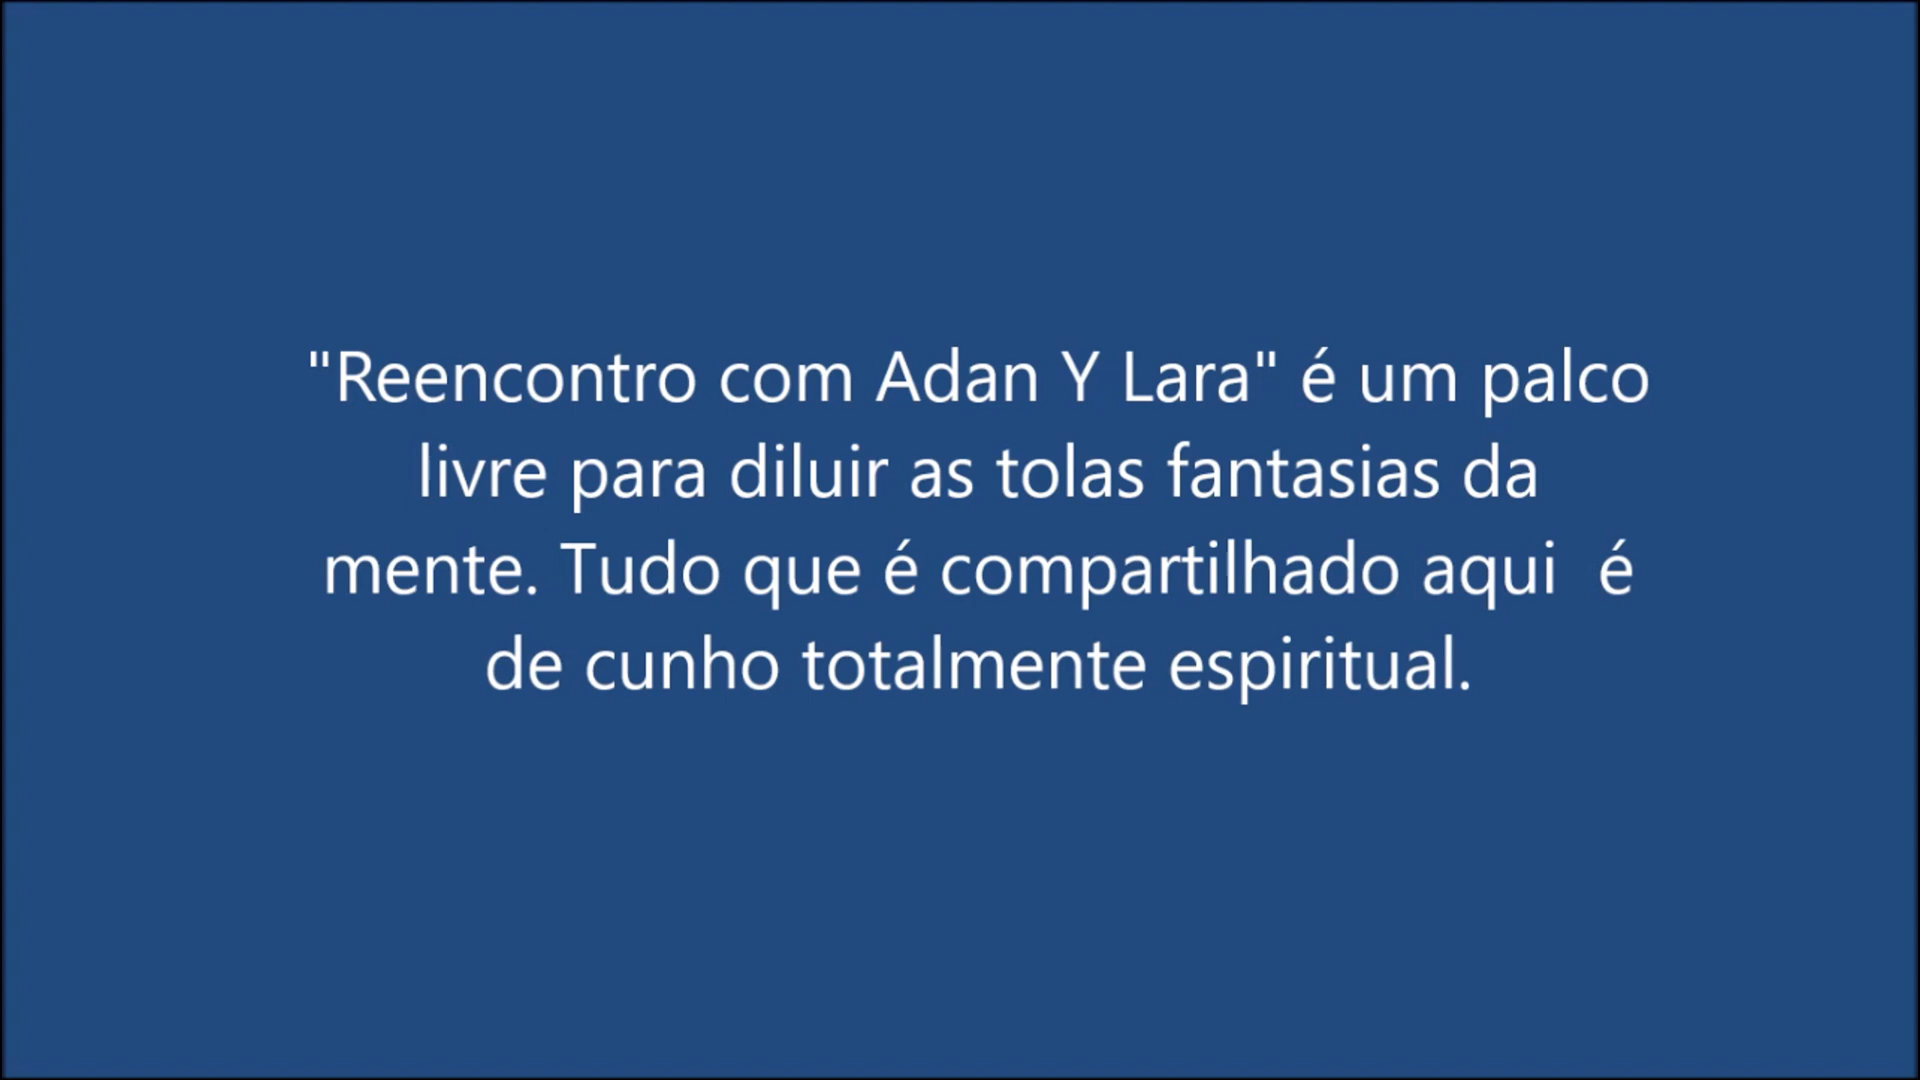 "Reencontro com Adan Y Lara" é um palco
livre para diluir as tolas fantasias da
mente. Tudo que é compartilhado aqui  é
de cunho totalmente espiritual.